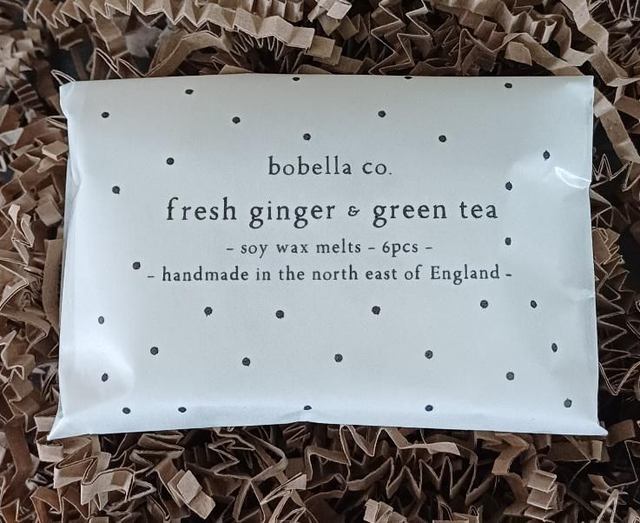 bobella co.
fresh ginger & green tea
- soy wax melts - 6pcs -
- handmade in the north east of England -